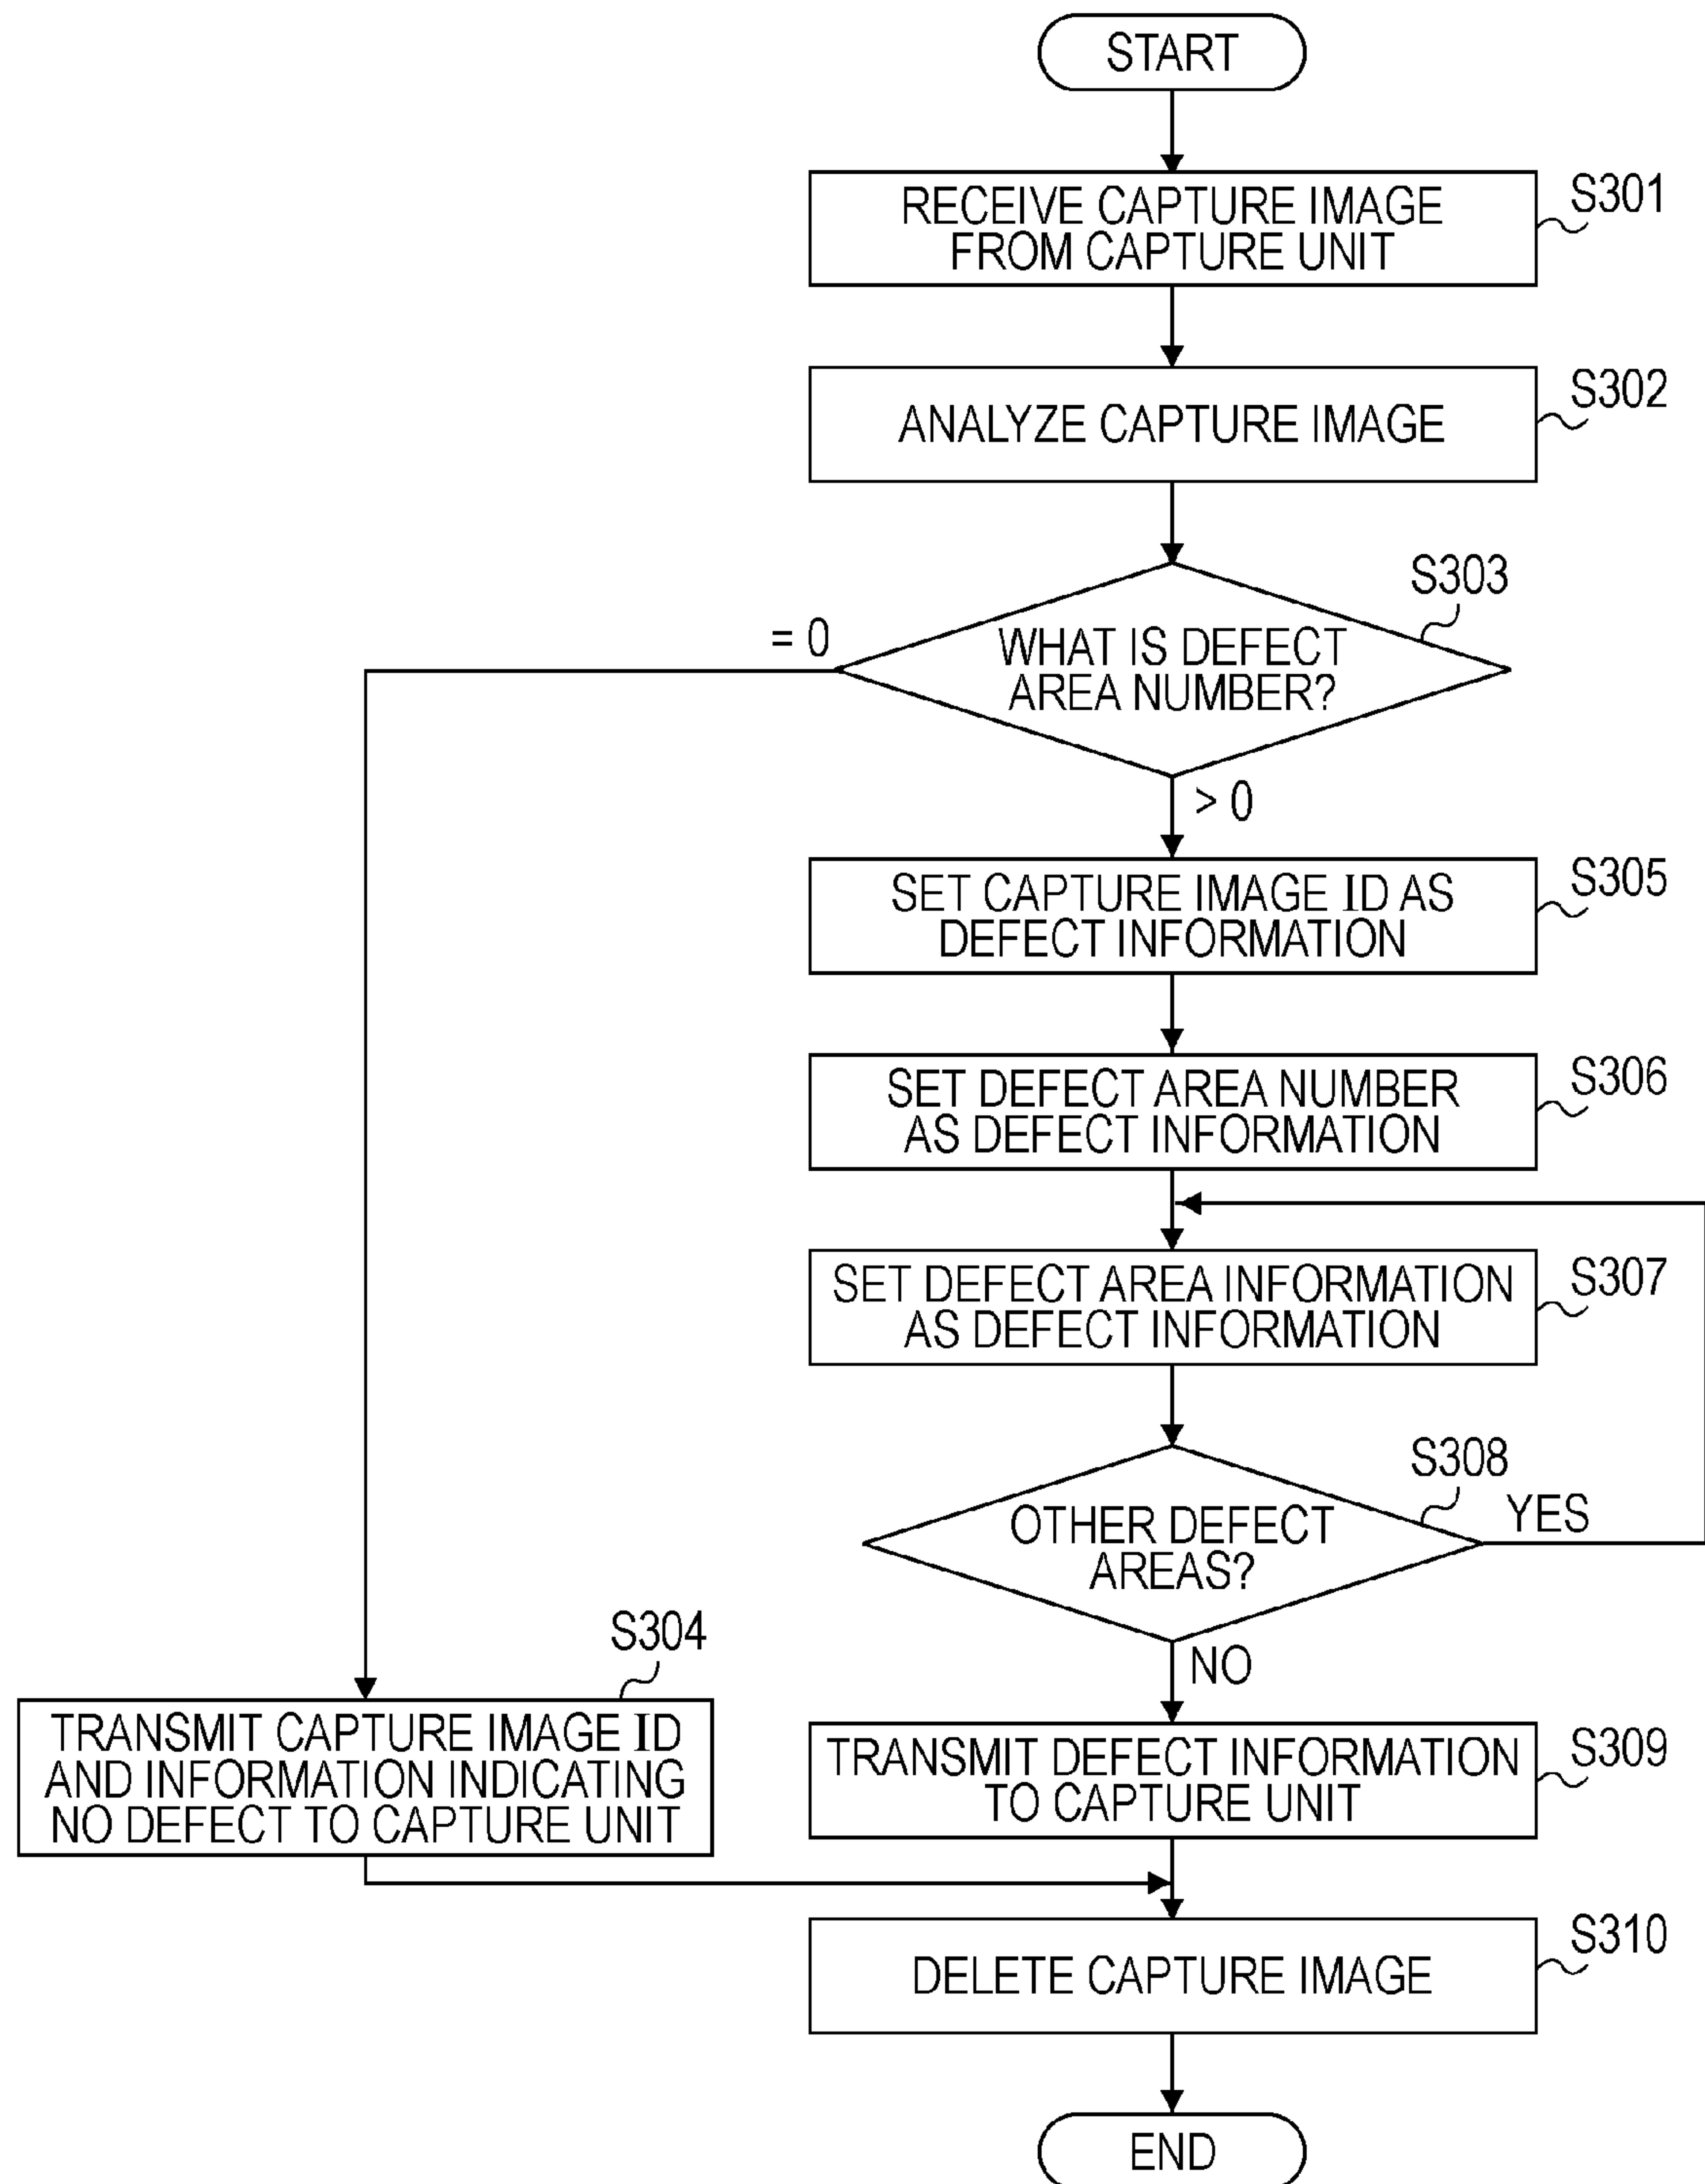 START
RECEIVE CAPTURE IMAGE
FROM CAPTURE UNIT
S301
ANALYZE CAPTURE IMAGE
S302
S303
WHAT IS DEFECT
AREA NUMBER?
= 0
> 0
SET CAPTURE IMAGE ID AS
DEFECT INFORMATION
S305
SET DEFECT AREA NUMBER
AS DEFECT INFORMATION
S306
SET DEFECT AREA INFORMATION
AS DEFECT INFORMATION
S307
S308
OTHER DEFECT
AREAS?
YES
NO
S304
TRANSMIT CAPTURE IMAGE ID
AND INFORMATION INDICATING
NO DEFECT TO CAPTURE UNIT
TRANSMIT DEFECT INFORMATION
TO CAPTURE UNIT
S309
DELETE CAPTURE IMAGE
S310
END